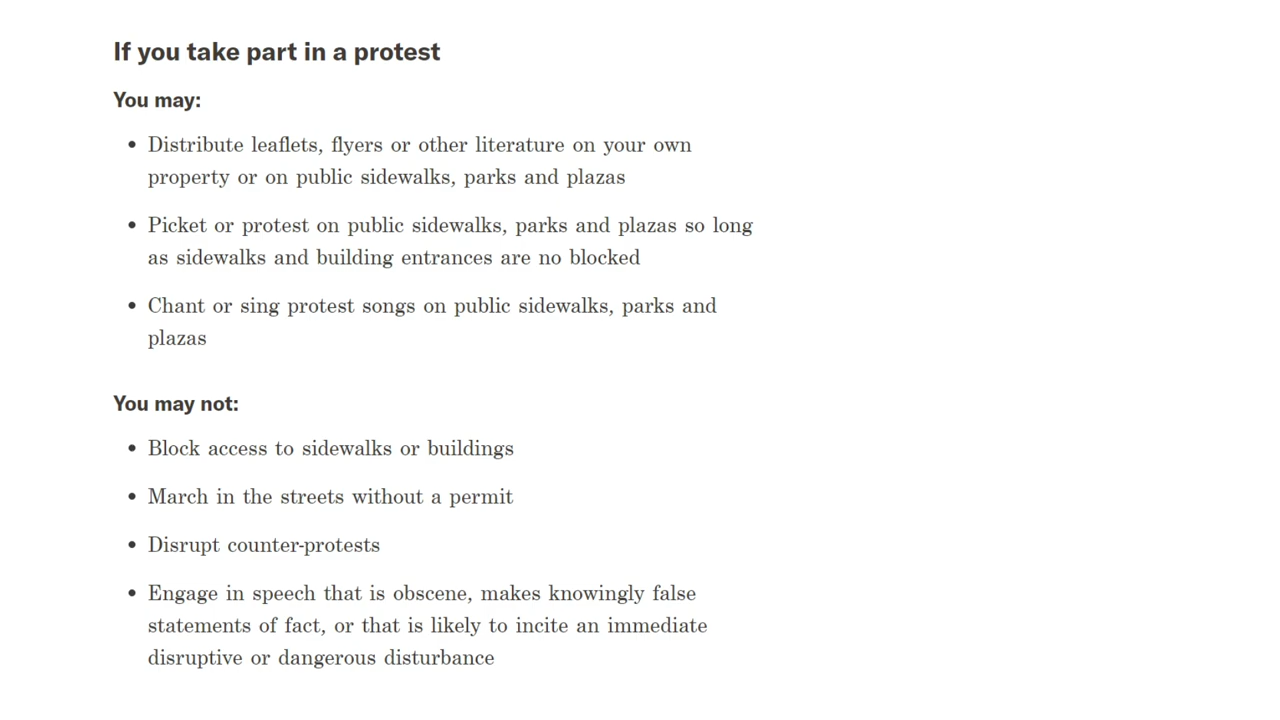 If you take part in a protest
You may:
• Distribute leaflets, flyers or other literature on your own
property or on public sidewalks, parks and plazas
• Picket or protest on public sidewalks, parks and plazas so long
as sidewalks and building entrances are no blocked
• Chant or sing protest songs on public sidewalks, parks and
plazas
You may not:
• Block access to sidewalks or buildings
• March in the streets without a permit
• Disrupt counter-protests
• Engage in speech that is obscene, makes knowingly false
statements of fact, or that is likely to incite an immediate
disruptive or dangerous disturbance